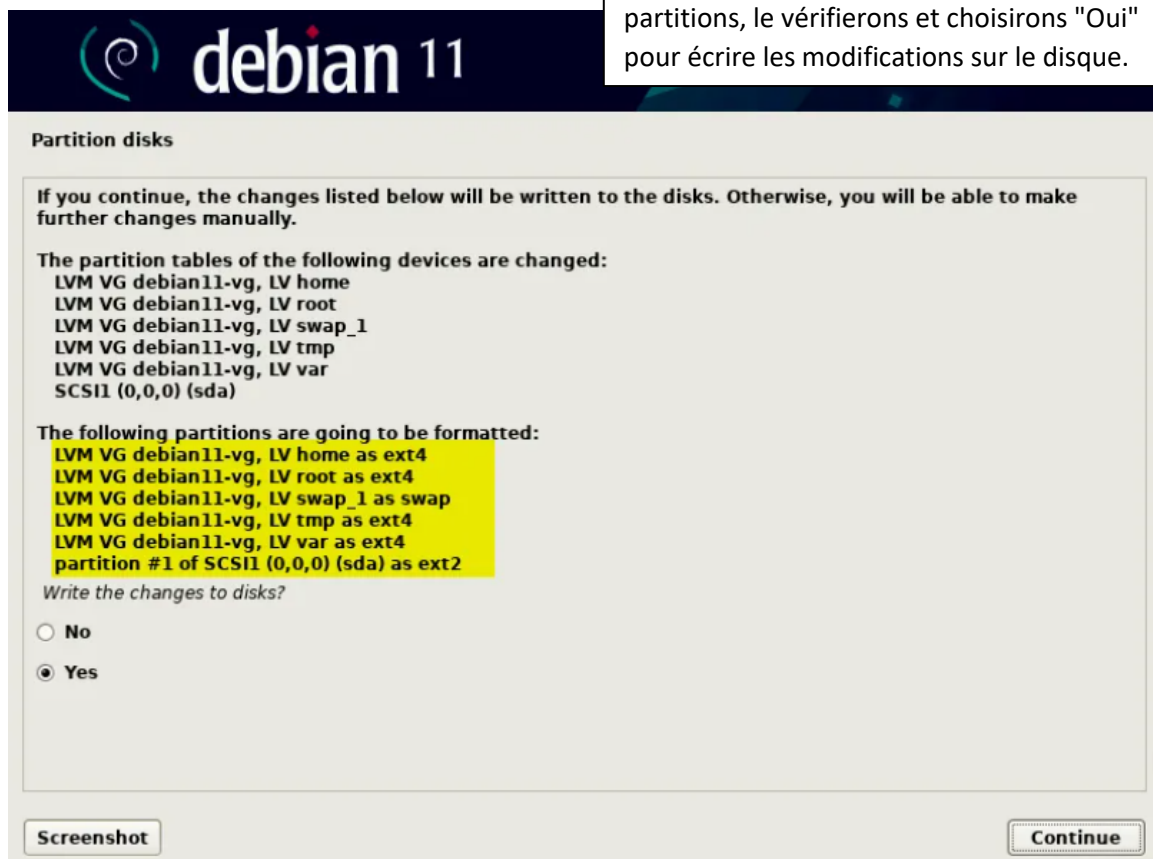 partitions, le vérifierons et choisirons "Oui"
pour écrire les modifications sur le disque.
debian 11
Partition disks
If you continue, the changes listed below will be written to the disks. Otherwise, you will be able to make
further changes manually.
The partition tables of the following devices are changed:
LVM VG debian11-vg, LV home
LVM VG debian11-vg, LV root
LVM VG debian11-vg, LV swap_1
LVM VG debian11-vg, LV tmp
LVM VG debian11-vg, LV var
SCSI1 (0,0,0) (sda)
The following partitions are going to be formatted:
LVM VG debian11-vg, LV home as ext4
LVM VG debian11-vg, LV root as ext4
LVM VG debian11-vg, LV swap_1 as swap
LVM VG debian11-vg, LV tmp as ext4
LVM VG debian11-vg, LV var as ext4
partition #1 of SCSI1 (0,0,0) (sda) as ext2
Write the changes to disks?
No
Yes
Screenshot
Continue